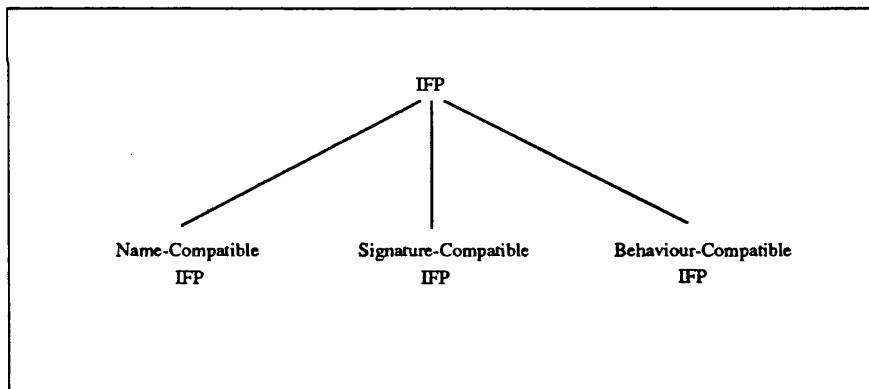 IFP
Name-Compatible Signature-Compatible Behaviour-Compatible
IFP IFP IFP